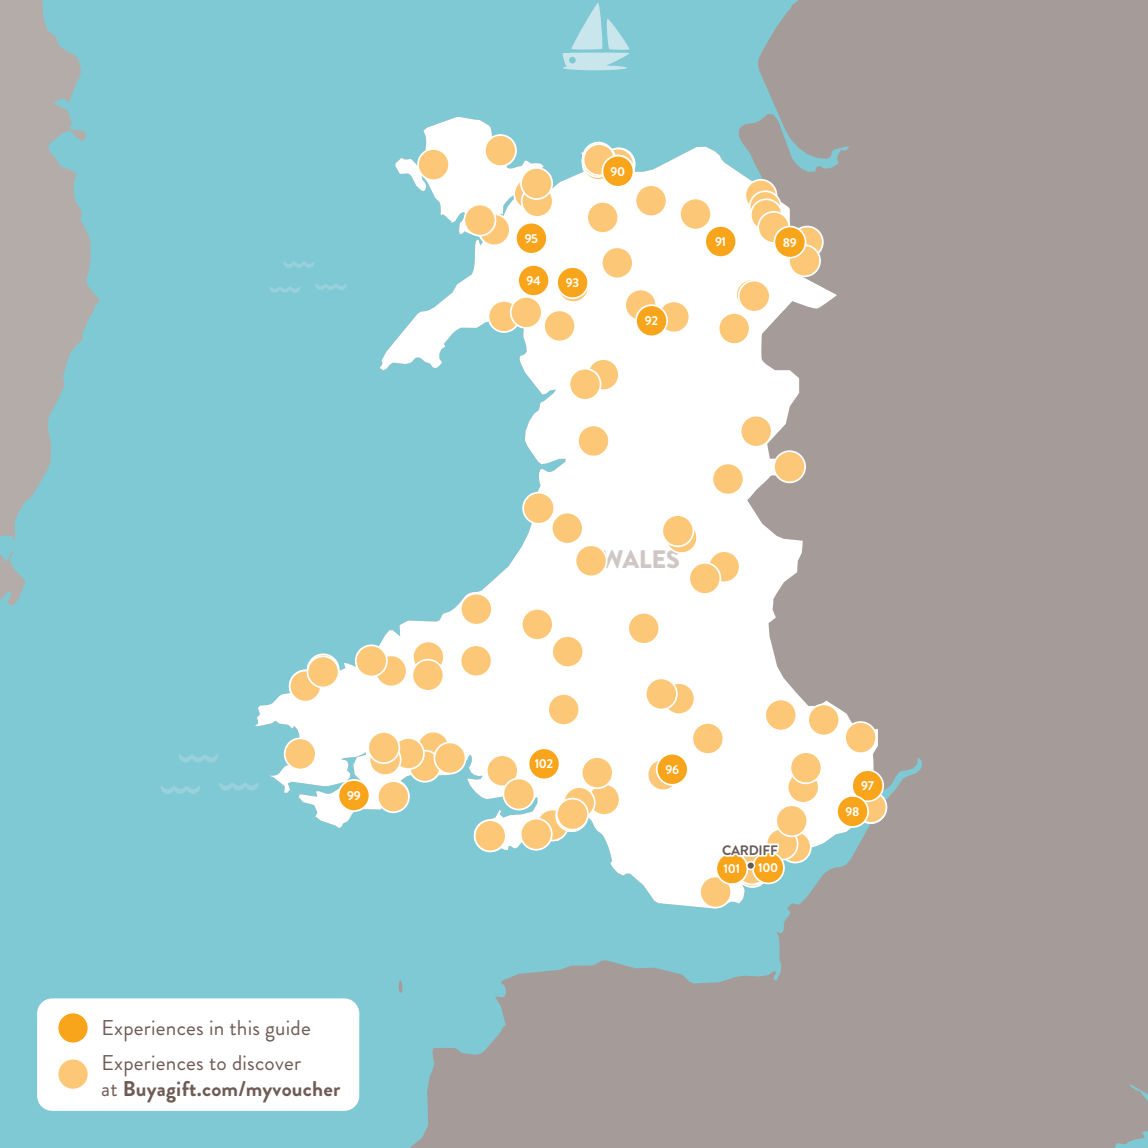 90
95
91
89
94
93
92
WALES
102
96
99
97
98
CARDIFF
101
100
Experiences in this guide
Experiences to discover
at Buyagift.com/myvoucher